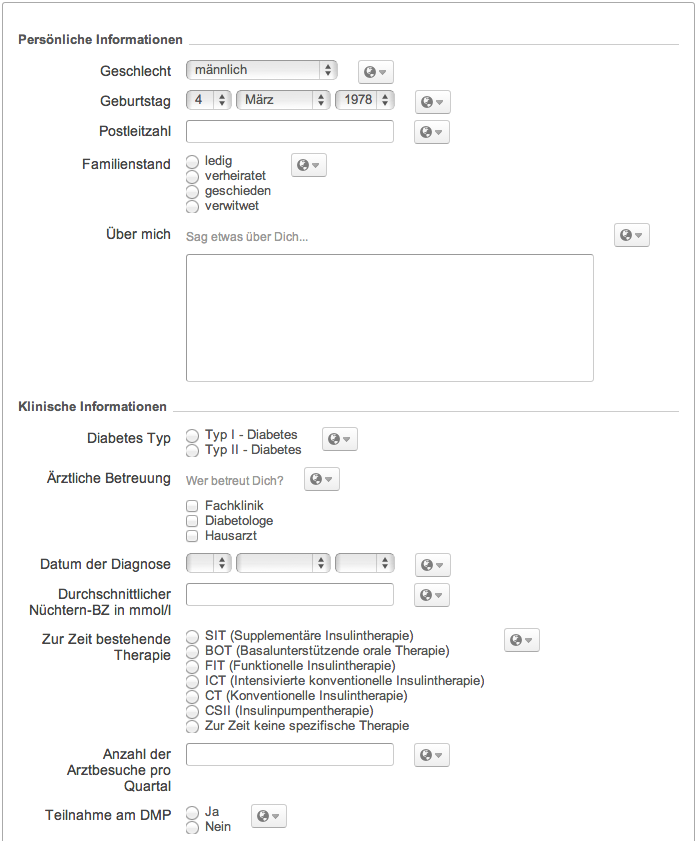 Persönliche Informationen
Geschlecht männlich
Geburtstag 4 März 1978
Postleitzahl
Familienstand ledig
verheiratet
geschieden
verwitwet
Über mich Sag etwas über Dich...
Klinische Informationen
Diabetes Typ Typ I - Diabetes
Typ II - Diabetes
Ärztliche Betreuung Wer betreut Dich?
Fachklinik
Diabetologe
Hausarzt
Datum der Diagnose
Durchschnittlicher
Nüchtern-BZ in mmol/l
Zur Zeit bestehende SIT (Supplementäre Insulintherapie)
Therapie BOT (Basalunterstützende orale Therapie)
FIT (Funktionelle Insulintherapie)
ICT (Intensivierte konventionelle Insulintherapie)
CT (Konventionelle Insulintherapie)
CSII (Insulinpumpentherapie)
Zur Zeit keine spezifische Therapie
Anzahl der
Arztbesuche pro
Quartal
Teilnahme am DMP Ja
Nein